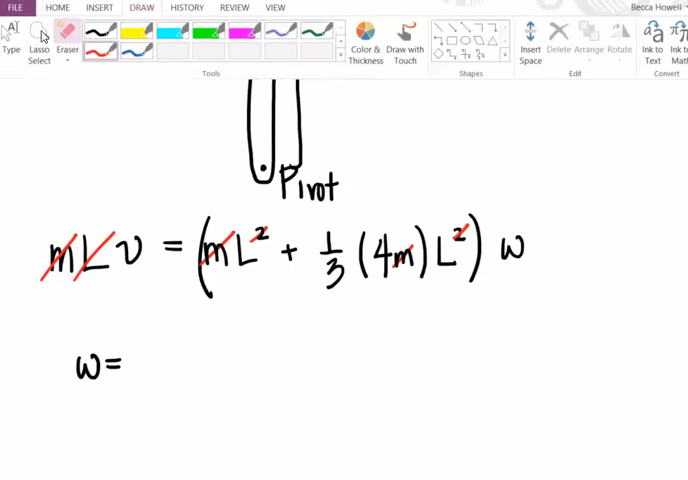 Becca Howell
FILE HOME INSERT DRAW HISTORY REVIEW VIEW
Type Lasso Select Eraser Color & Thickness Draw with Touch Insert Space Delete Arrange Rotate Ink to Text Ink to Math
Tools Shapes Edit Convert
Pivot
mLv = (mL² + 1/3 (4m)L²) ω
ω=